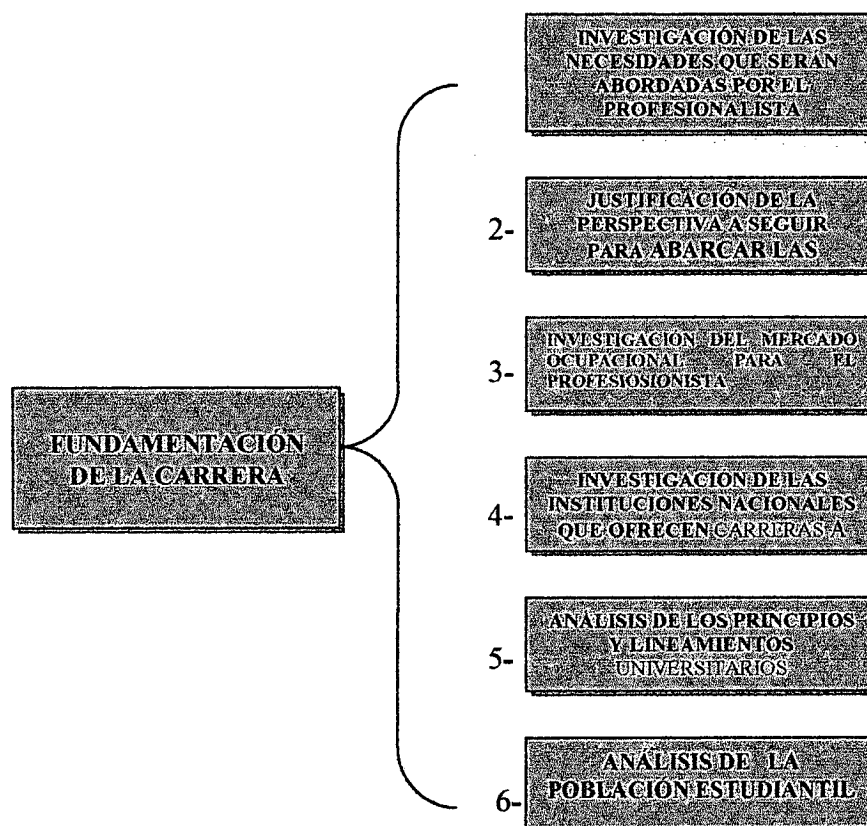 INVESTIGACIÓN DE LAS
NECESIDADES QUE SERÁN
ABORDADAS POR EL
PROFESIONALISTA
2-
JUSTIFICACIÓN DE LA
PERSPECTIVA A SEGUIR
PARA ABARCAR LAS
3-
INVESTIGACIÓN DEL MERCADO
OCUPACIONAL PARA EL
PROFESIOSIONISTA
FUNDAMENTACIÓN
DE LA CARRERA
4-
INVESTIGACIÓN DE LAS
INSTITUCIONES NACIONALES
QUE OFRECEN CARRERAS A
5-
ANÁLISIS DE LOS PRINCIPIOS
Y LINEAMIENTOS
UNIVERSITARIOS
6-
ANÁLISIS DE LA
POBLACIÓN ESTUDIANTIL